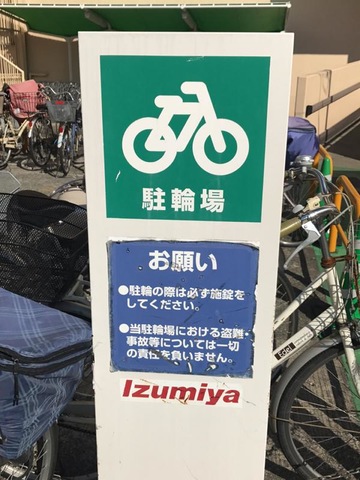 駐輪場
お願い
●駐輪の際は必ず施錠を
してください。
●当駐輪場における盗難・
事故等については一切
の責任を負いません。
Izumiya